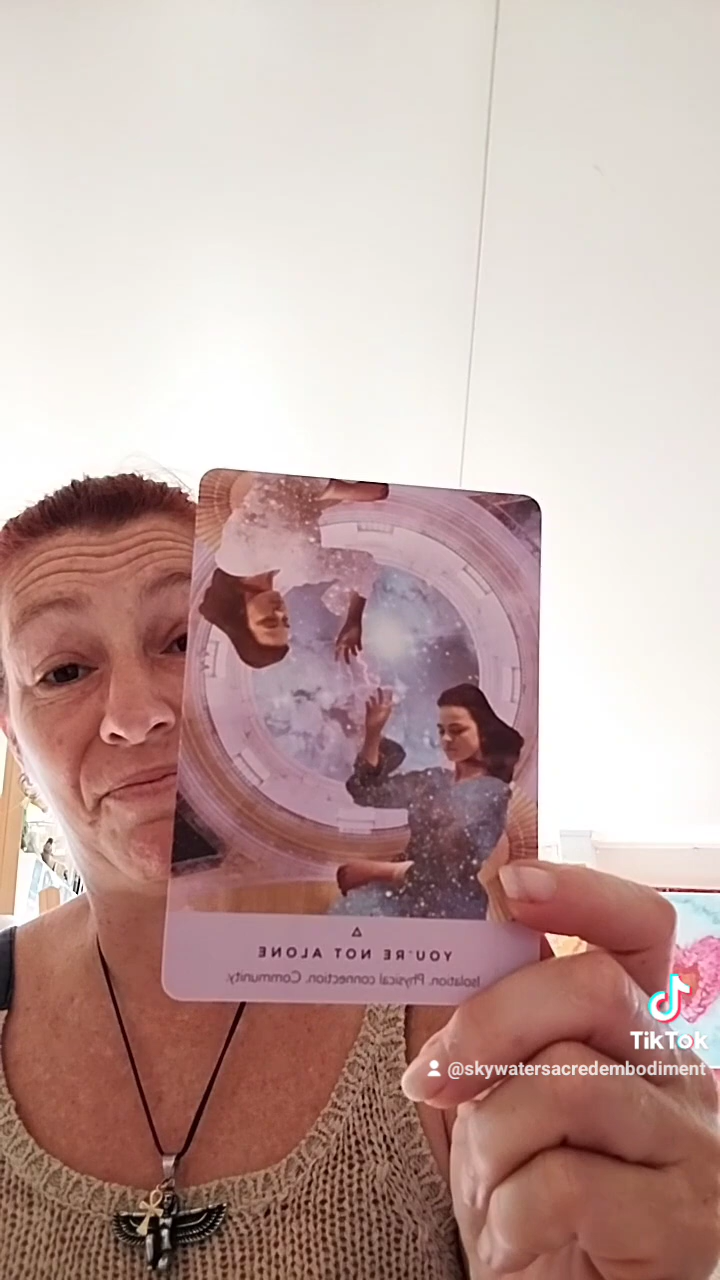 YOU'RE NOT ALONE
Isolation. Physical connection. Community.
TikTok
@skywatersacredembodiment